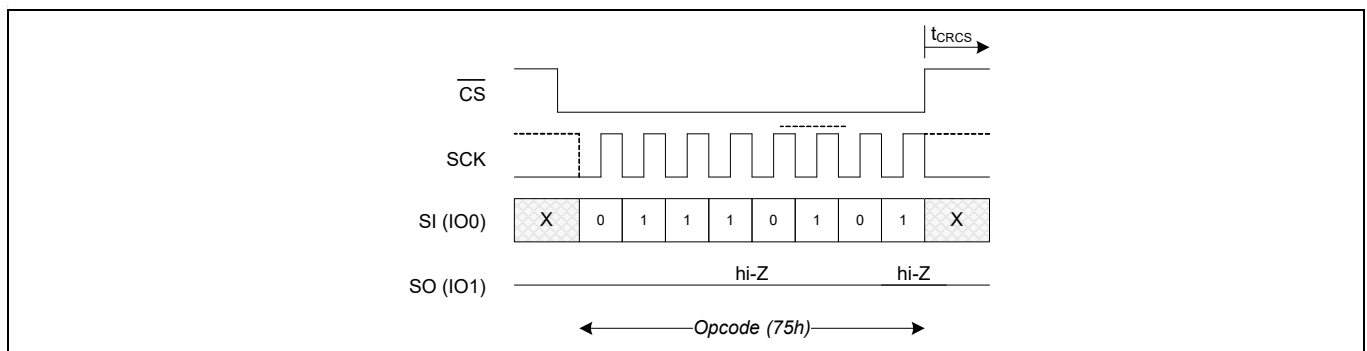 tCRCS
CS
SCK
SI (IO0) X 0 1 1 1 0 1 0 1 X
hi-Z hi-Z
SO (IO1)
Opcode (75h)